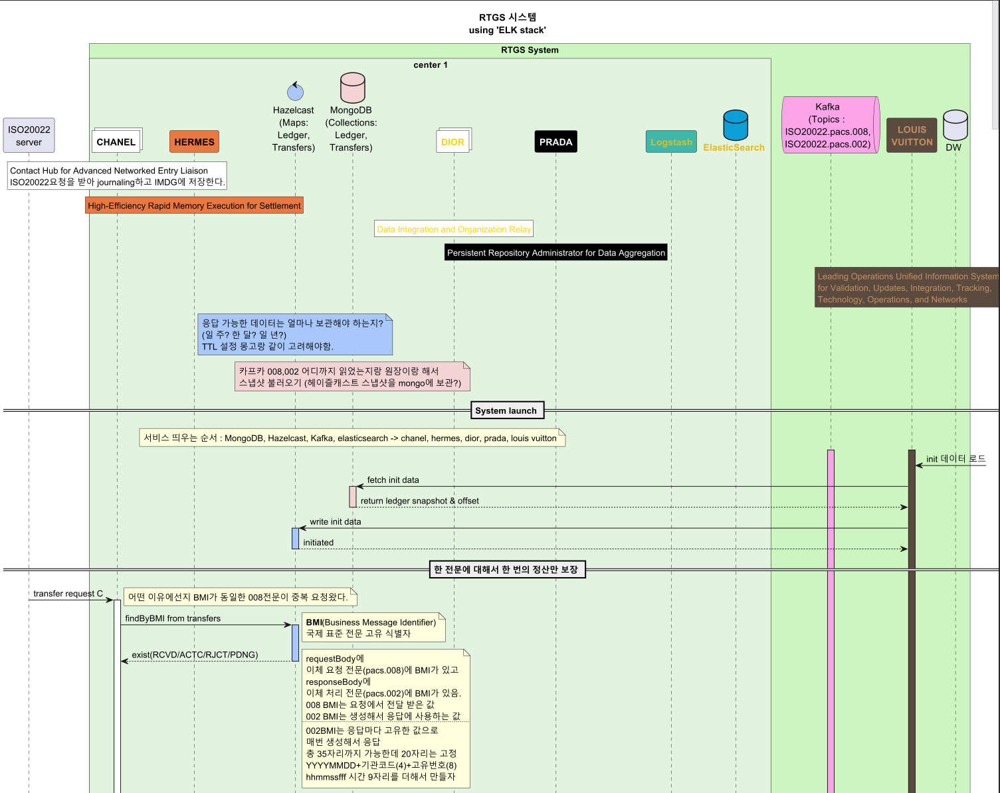 RTGS 시스템
using 'ELK stack'
RTGS System
center 1
ISO20022
server
CHANEL
HERMES
Hazelcast
(Maps:
Ledger,
Transfers)
MongoDB
(Collections:
Ledger,
Transfers)
DIOR
PRADA
Logstash
ElasticSearch
Kafka
(Topics :
ISO20022.pacs.008,
ISO20022.pacs.002)
LOUIS
VUITTON
DW
Contact Hub for Advanced Networked Entry Liaison
ISO20022요청을 받아 journaling하고 IMDG에 저장한다.
High-Efficiency Rapid Memory Execution for Settlement
Data Integration and Organization Relay
Persistent Repository Administrator for Data Aggregation
Leading Operations Unified Information System
for Validation, Updates, Integration, Tracking,
Technology, Operations, and Networks
응답 가능한 데이터는 얼마나 보관해야 하는지?
(일 주? 한 달? 일 년?)
TTL 설정 몽고랑 같이 고려해야함.
카프카 008,002 어디까지 읽었는지랑 원장이랑 해서
스냅샷 불러오기 (헤이즐캐스트 스냅샷을 mongo에 보관?)
System launch
서비스 띄우는 순서 : MongoDB, Hazelcast, Kafka, elasticsearch -> chanel, hermes, dior, prada, louis vuitton
init 데이터 로드
fetch init data
return ledger snapshot & offset
write init data
initiated
한 전문에 대해서 한 번의 정산만 보장
transfer request C
어떤 이유에선지 BMI가 동일한 008전문이 중복 요청왔다.
findByBMI from transfers
BMI(Business Message Identifier)
국제 표준 전문 고유 식별자
exist(RCVD/ACTC/RJCT/PDNG)
requestBody에
이체 요청 전문(pacs.008)에 BMI가 있고
responseBody에
이체 처리 전문(pacs.002)에 BMI가 있음.
008 BMI는 요청에서 전달 받은 값
002 BMI는 생성해서 응답에 사용하는 값
002BMI는 응답마다 고유한 값으로
매번 생성해서 응답
총 35자리까지 가능한데 20자리는 고정
YYYYMMDD+기관코드(4)+고유번호(8)
hhmmssfff 시간 9자리를 더해서 만들자